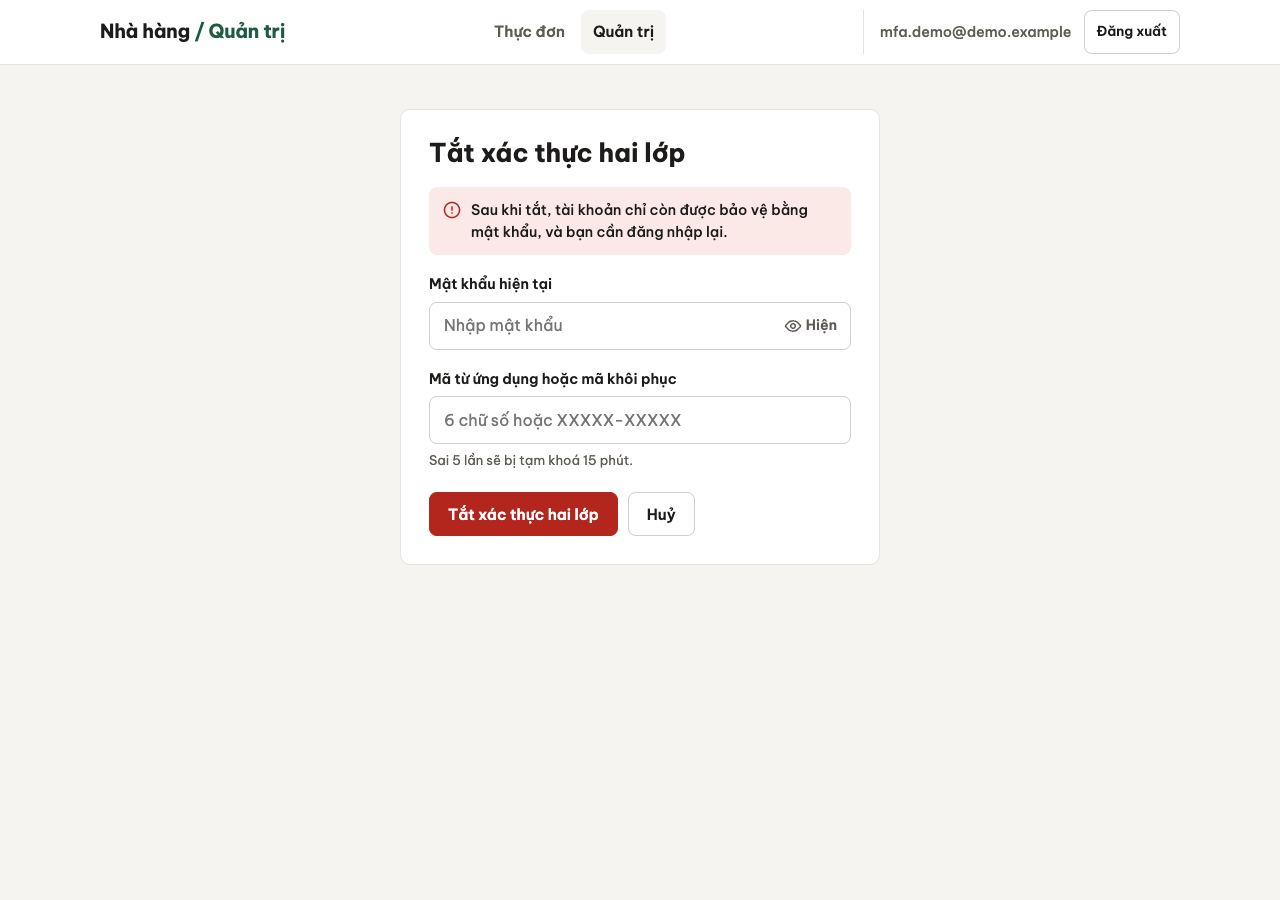 Nhà hàng / Quản trị
Thực đơn
Quản trị
mfa.demo@demo.example
Đăng xuất
Tắt xác thực hai lớp
Sau khi tắt, tài khoản chỉ còn được bảo vệ bằng
mật khẩu, và bạn cần đăng nhập lại.
Mật khẩu hiện tại
Nhập mật khẩu
Hiện
Mã từ ứng dụng hoặc mã khôi phục
6 chữ số hoặc XXXXX-XXXXX
Sai 5 lần sẽ bị tạm khoá 15 phút.
Tắt xác thực hai lớp
Huỷ